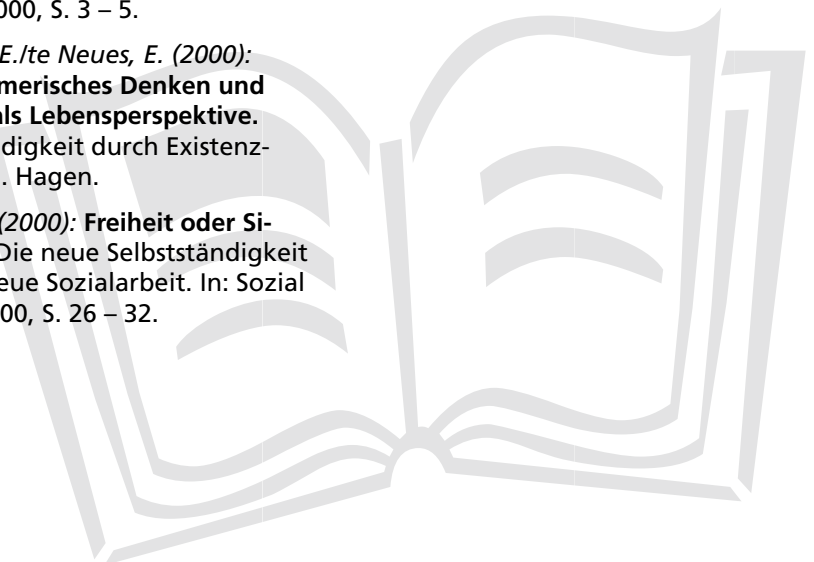 000, S. 3 – 5.
E./te Neues, E. (2000):
merisches Denken und
als Lebensperspektive.
digkeit durch Existenz-
. Hagen.
(2000): Freiheit oder Si-
Die neue Selbstständigkeit
eue Sozialarbeit. In: Sozial
00, S. 26 – 32.